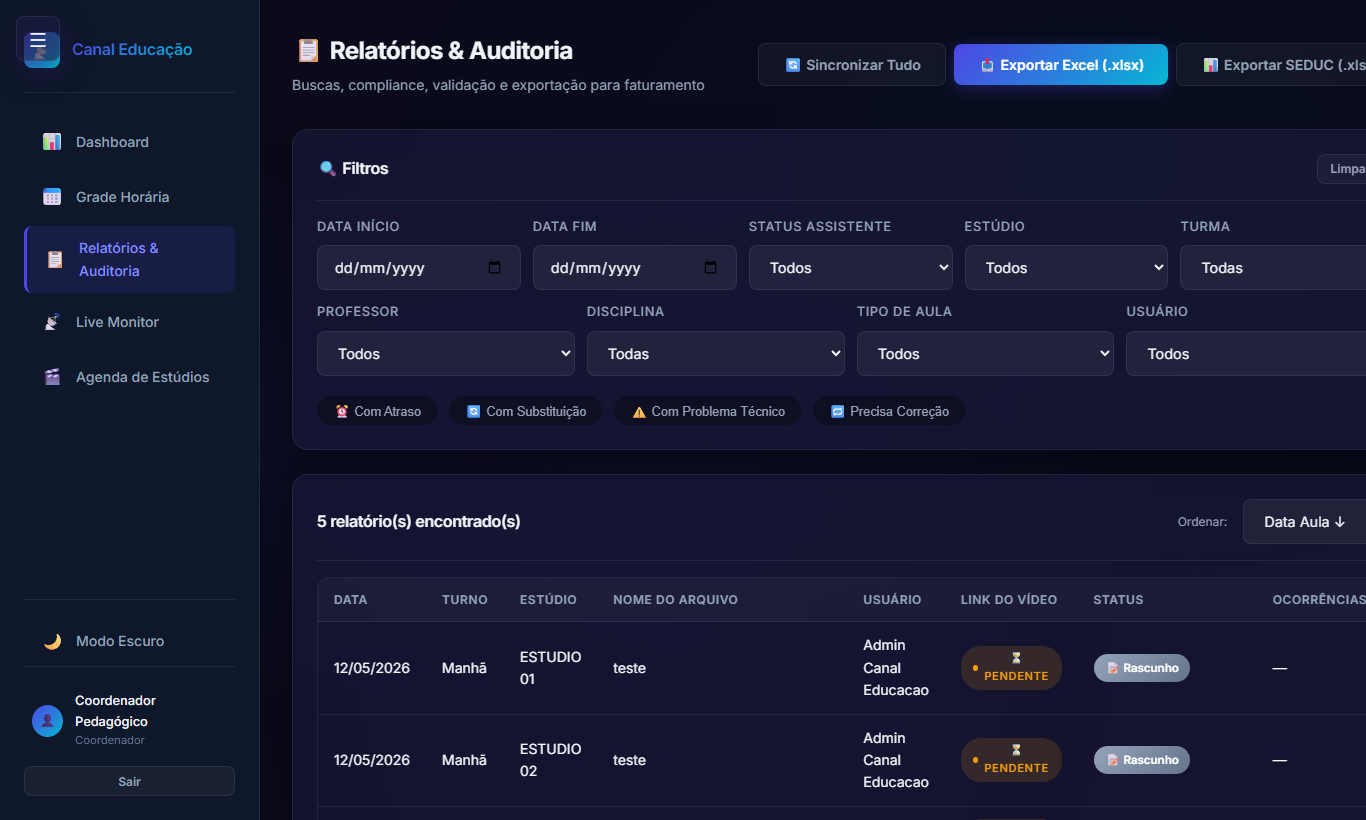 Canal Educação
Dashboard
Grade Horária
Relatórios &
Auditoria
Live Monitor
Agenda de Estúdios
Modo Escuro
Coordenador
Pedagógico
Coordenador
Sair
Relatórios & Auditoria
Buscas, compliance, validação e exportação para faturamento
Sincronizar Tudo
Exportar Excel (.xlsx)
Exportar SEDUC (.xls
Filtros
Limpa
DATA INÍCIO DATA FIM STATUS ASSISTENTE ESTÚDIO TURMA
dd/mm/yyyy dd/mm/yyyy Todos Todos Todas
PROFESSOR DISCIPLINA TIPO DE AULA USUÁRIO
Todos Todas Todos Todos
Com Atraso Com Substituição Com Problema Técnico Precisa Correção
5 relatório(s) encontrado(s)
Ordenar: Data Aula ↓
DATA TURNO ESTÚDIO NOME DO ARQUIVO USUÁRIO LINK DO VÍDEO STATUS OCORRÊNCIAS
12/05/2026 Manhã ESTUDIO 01 teste Admin Canal Educacao PENDENTE Rascunho —
12/05/2026 Manhã ESTUDIO 02 teste Admin Canal Educacao PENDENTE Rascunho —